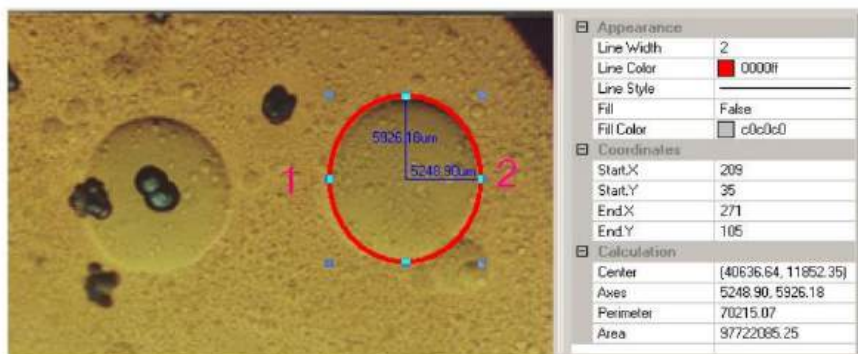 5926.18um
1
5248.90um
2
Appearance
Line Width 2
Line Color 0000ff
Line Style
Fill False
Fill Color c0c0c0
Coordinates
Start.X 209
Start.Y 35
End.X 271
End.Y 105
Calculation
Center (40636.64, 11852.35)
Axes 5248.90, 5926.18
Perimeter 70215.07
Area 97722085.25